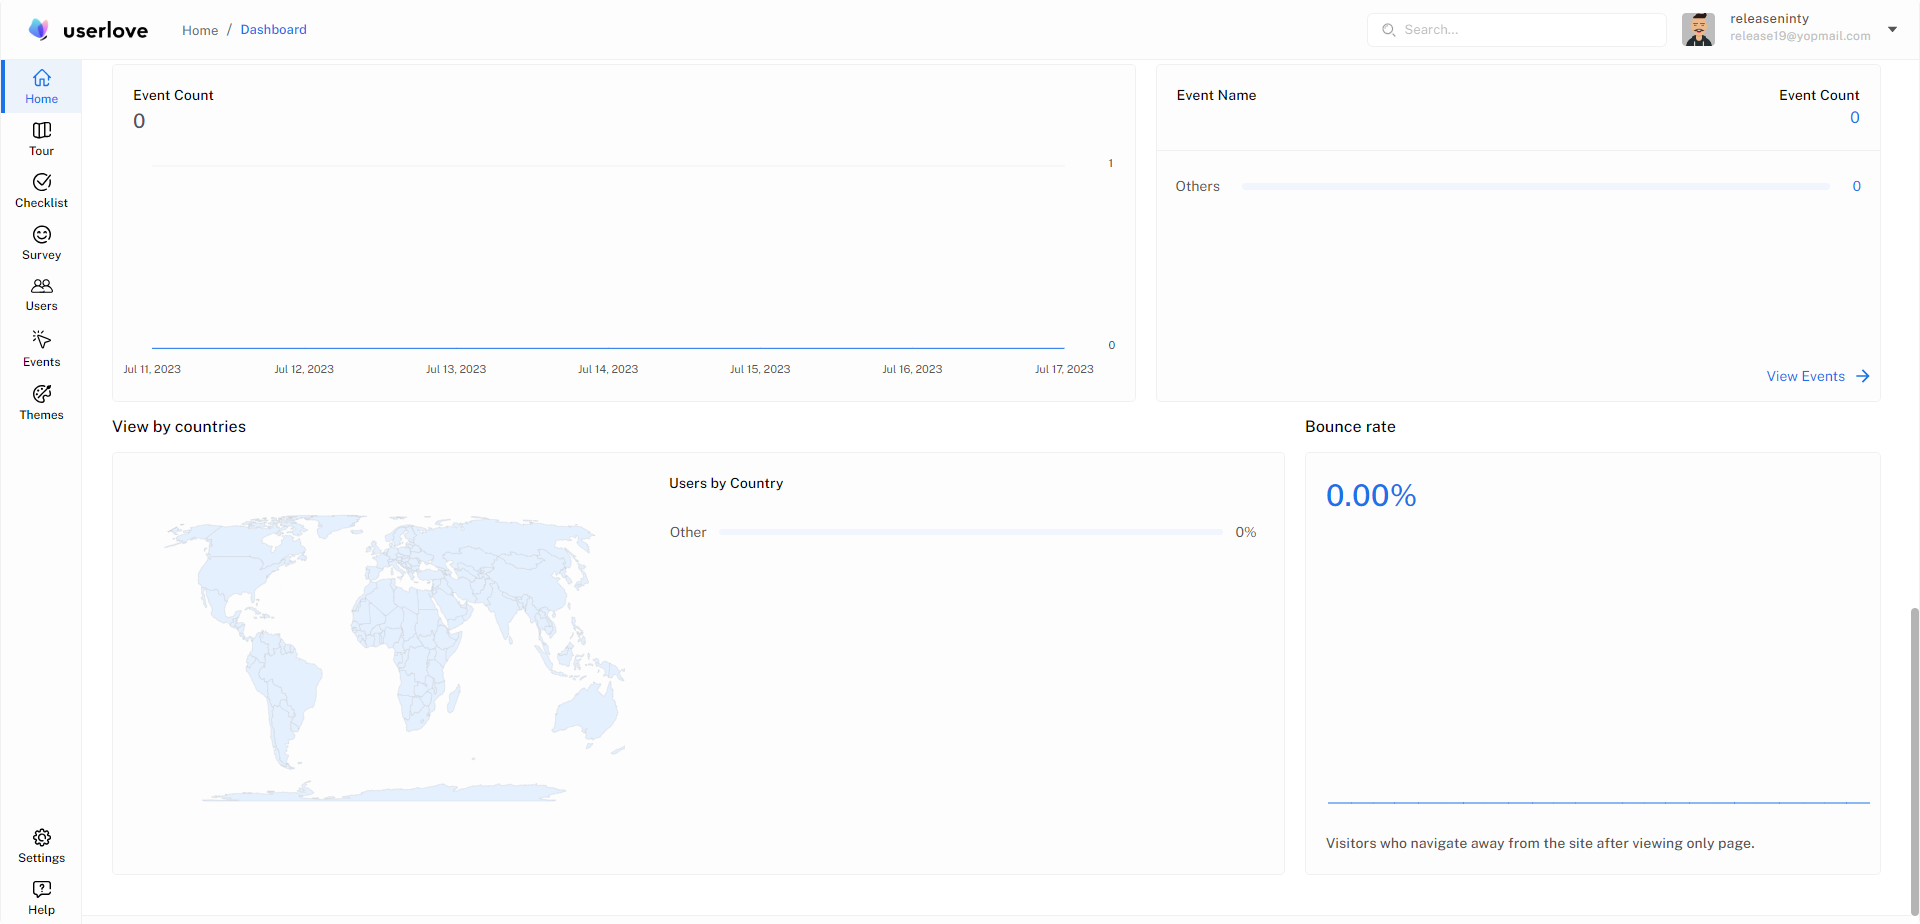 userlove
Home / Dashboard
Search...
releaseninty
release19@yopmail.com
Home
Tour
Checklist
Survey
Users
Events
Themes
Settings
Help
Event Count
0
1
0
Jul 11, 2023 Jul 12, 2023 Jul 13, 2023 Jul 14, 2023 Jul 15, 2023 Jul 16, 2023 Jul 17, 2023
Event Name Event Count
0
Others 0
View Events
View by countries
Users by Country
Other 0%
Bounce rate
0.00%
Visitors who navigate away from the site after viewing only page.